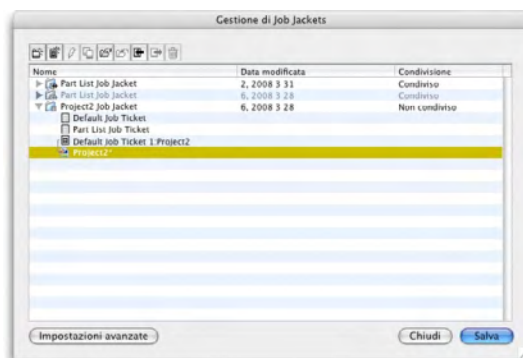 Gestione di Job Jackets
Nome Data modificata Condivisione
Part List Job Jacket 2, 2008 3 31 Condiviso
Part List Job Jacket 6, 2008 3 28 Condiviso
Project2 Job Jacket 6, 2008 3 28 Non condiviso
Default Job Ticket
Part List Job Ticket
Default Job Ticket 1:Project2
Project2*
Impostazioni avanzate Chiudi Salva